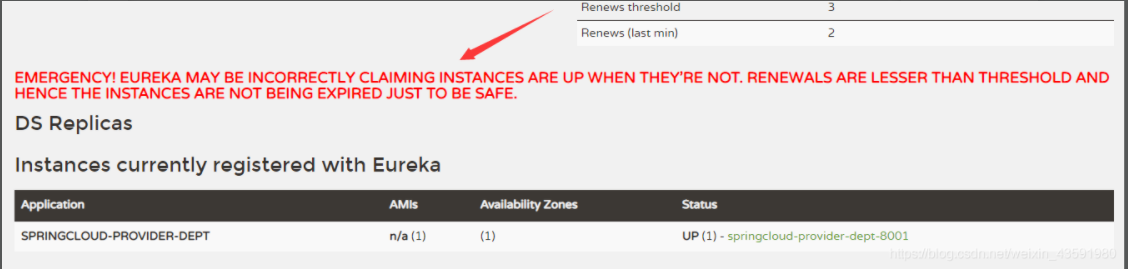 Renews threshold 3
Renews (last min) 2
EMERGENCY! EUREKA MAY BE INCORRECTLY CLAIMING INSTANCES ARE UP WHEN THEY'RE NOT. RENEWALS ARE LESSER THAN THRESHOLD AND
HENCE THE INSTANCES ARE NOT BEING EXPIRED JUST TO BE SAFE.
DS Replicas
Instances currently registered with Eureka
Application AMIs Availability Zones Status
SPRINGCLOUD-PROVIDER-DEPT n/a (1) (1) UP (1) - springcloud-provider-dept-8001
https://blog.csdn.net/weixin_43591980